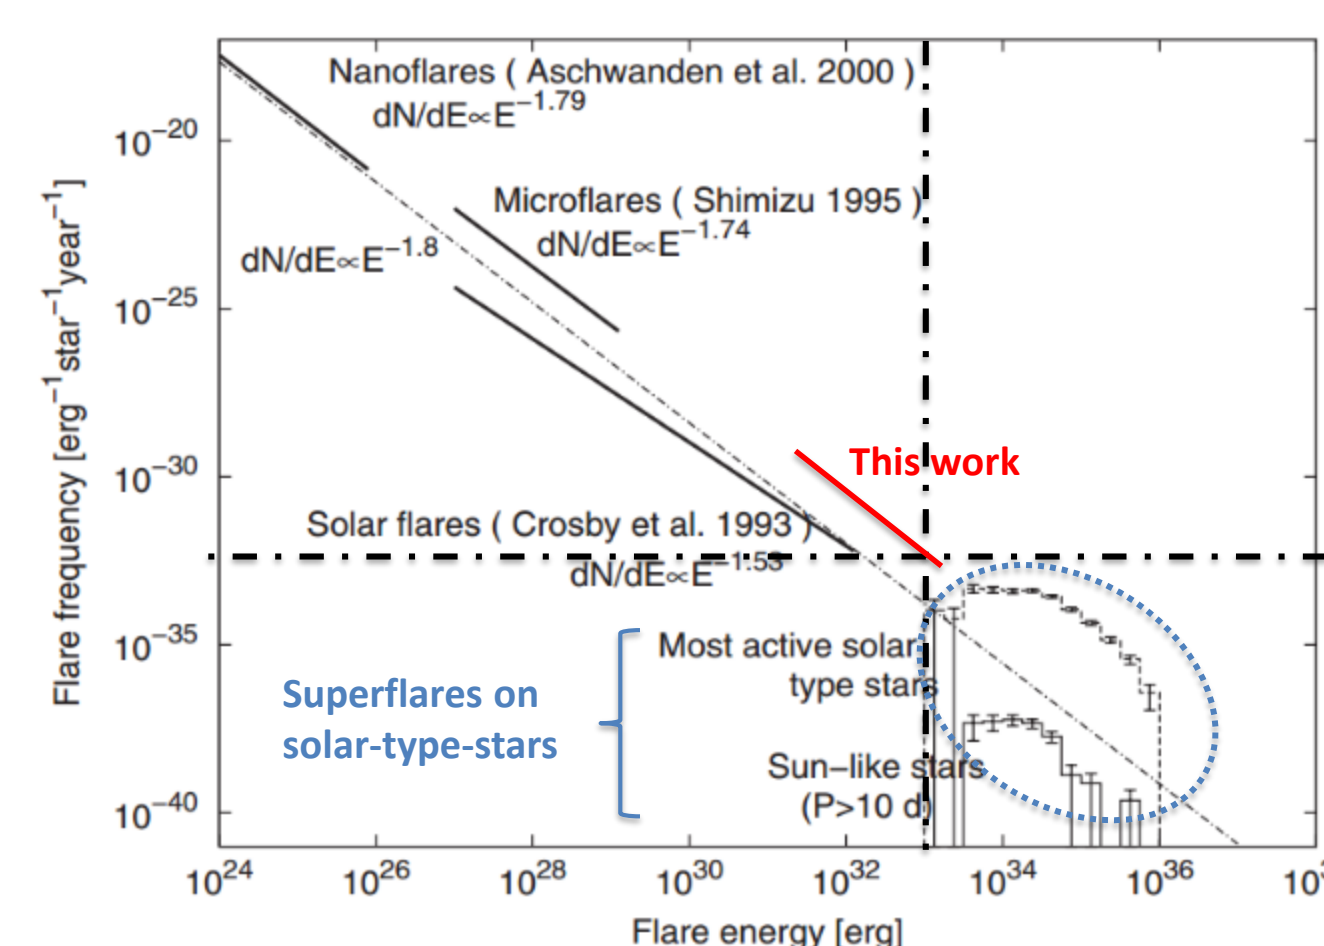 Nanoflares ( Aschwanden et al. 2000 )
dN/dE∝E^−1.79
Microflares ( Shimizu 1995 )
dN/dE∝E^−1.74
dN/dE∝E^−1.8
This work
Solar flares ( Crosby et al. 1993 )
dN/dE∝E^−1.53
Most active solar
type stars
Superflares on
solar-type-stars
Sun−like stars
(P>10 d)
Flare frequency [erg^−1 star^−1 year^−1]
10^−20
10^−25
10^−30
10^−35
10^−40
10^24 10^26 10^28 10^30 10^32 10^34 10^36
Flare energy [erg]